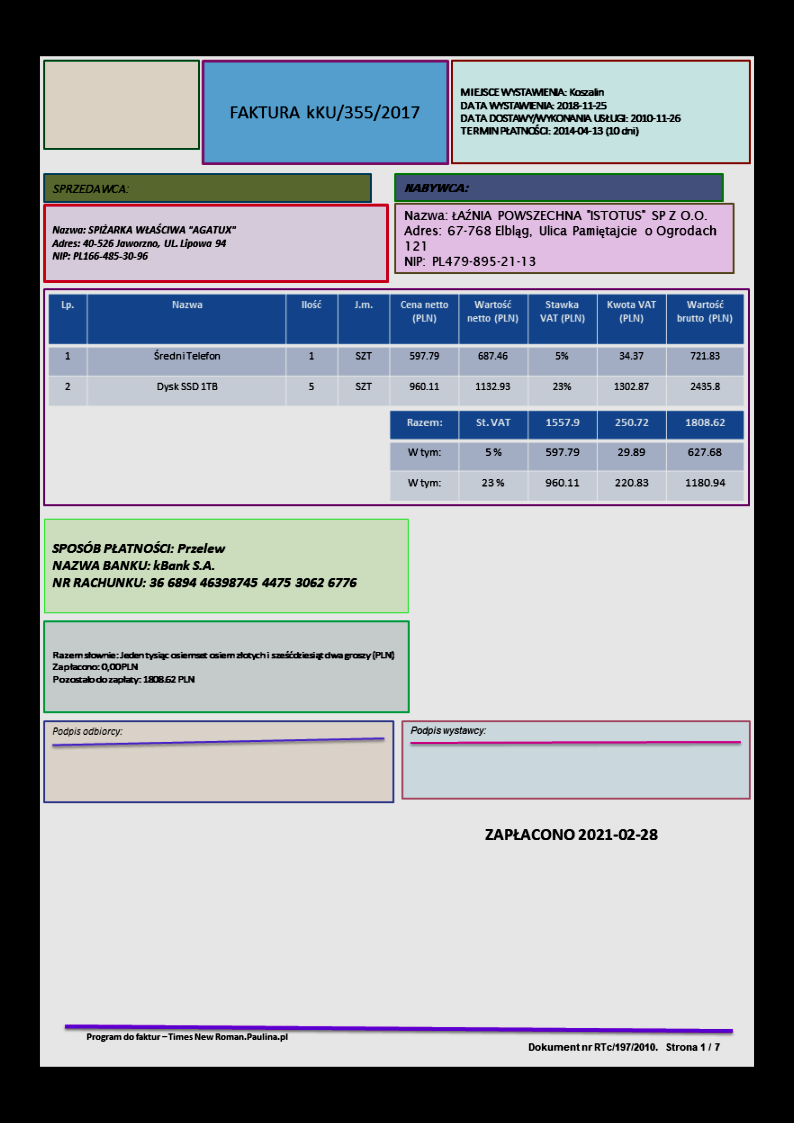 FAKTURA kKU/355/2017
MIEJSCE WYSTAWIENIA: Koszalin
DATA WYSTAWIENIA: 2018-11-25
DATA DOSTAWY/WYKONANIA USŁUGI: 2010-11-26
TERMIN PŁATNOŚCI: 2014-04-13 (10 dni)
SPRZEDAWCA:
NABYWCA:
Nazwa: SPIŻARKA WŁAŚCIWA "AGATUX"
Adres: 40-526 Jaworzno, UL. Lipowa 94
NIP: PL166-485-30-96
Nazwa: ŁAŹNIA POWSZECHNA "ISTOTUS" SP Z O.O.
Adres: 67-768 Elbląg, Ulica Pamiętajcie o Ogrodach
121
NIP: PL479-895-21-13
Lp. Nazwa Ilość J.m. Cena netto (PLN) Wartość netto (PLN) Stawka VAT (PLN) Kwota VAT (PLN) Wartość brutto (PLN)
1 Średni Telefon 1 SZT 597.79 687.46 5% 34.37 721.83
2 Dysk SSD 1TB 5 SZT 960.11 1132.93 23% 1302.87 2435.8
Razem: St. VAT 1557.9 250.72 1808.62
W tym: 5 % 597.79 29.89 627.68
W tym: 23 % 960.11 220.83 1180.94
SPOSÓB PŁATNOŚCI: Przelew
NAZWA BANKU: kBank S.A.
NR RACHUNKU: 36 6894 46398745 4475 3062 6776
Razem słownie: Jeden tysiąc osiemset osiem złotych i sześćdziesiąt dwa groszy (PLN)
Zapłacono: 0,00 PLN
Pozostało do zapłaty: 1808.62 PLN
Podpis odbiorcy:
Podpis wystawcy:
ZAPŁACONO 2021-02-28
Program do faktur – Times New Roman.Paulina.pl
Dokument nr RTc/197/2010. Strona 1 / 7